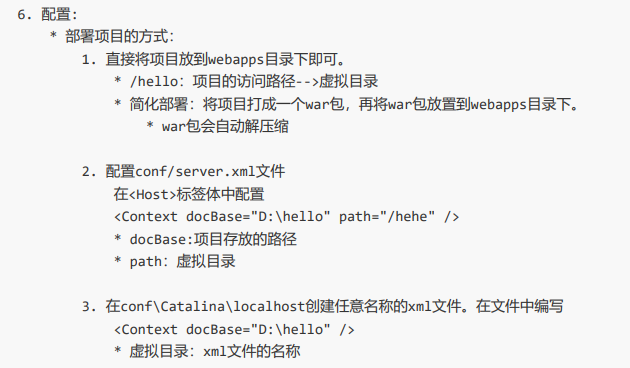 6. 配置:
* 部署项目的方式:
1. 直接将项目放到webapps目录下即可。
* /hello: 项目的访问路径-->虚拟目录
* 简化部署: 将项目打成一个war包, 再将war包放置到webapps目录下。
* war包会自动解压缩
2. 配置conf/server.xml文件
在<Host>标签体中配置
<Context docBase="D:\hello" path="/hehe" />
* docBase:项目存放的路径
* path: 虚拟目录
3. 在conf\Catalina\localhost创建任意名称的xml文件。在文件中编写
<Context docBase="D:\hello" />
* 虚拟目录: xml文件的名称